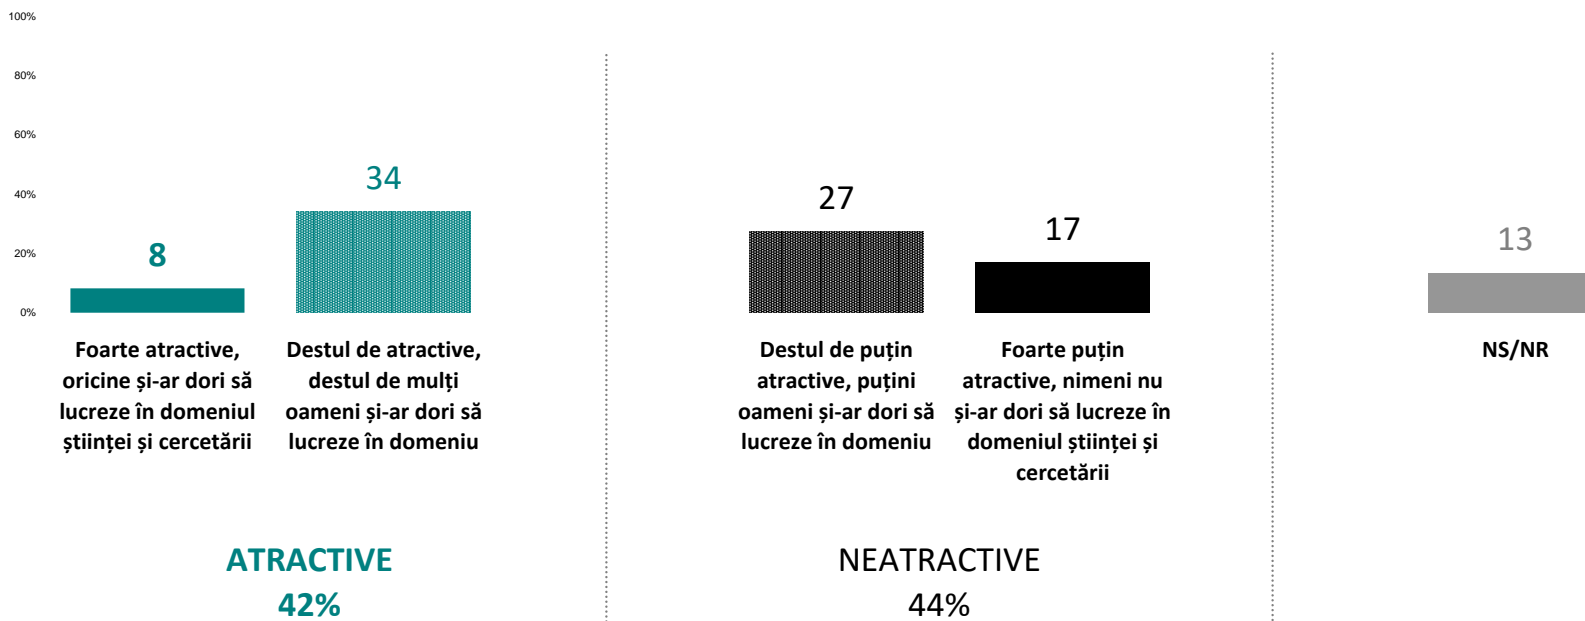 100%
80%
60%
40%
20%
0%
8
34
27
17
13
Foarte atractive,
oricine și-ar dori să
lucreze în domeniul
științei și cercetării
Destul de atractive,
destul de mulți
oameni și-ar dori să
lucreze în domeniu
Destul de puțin
atractive, puțini
oameni și-ar dori să
lucreze în domeniu
Foarte puțin
atractive, nimeni nu
și-ar dori să lucreze în
domeniul științei și
cercetării
NS/NR
ATRACTIVE
42%
NEATRACTIVE
44%